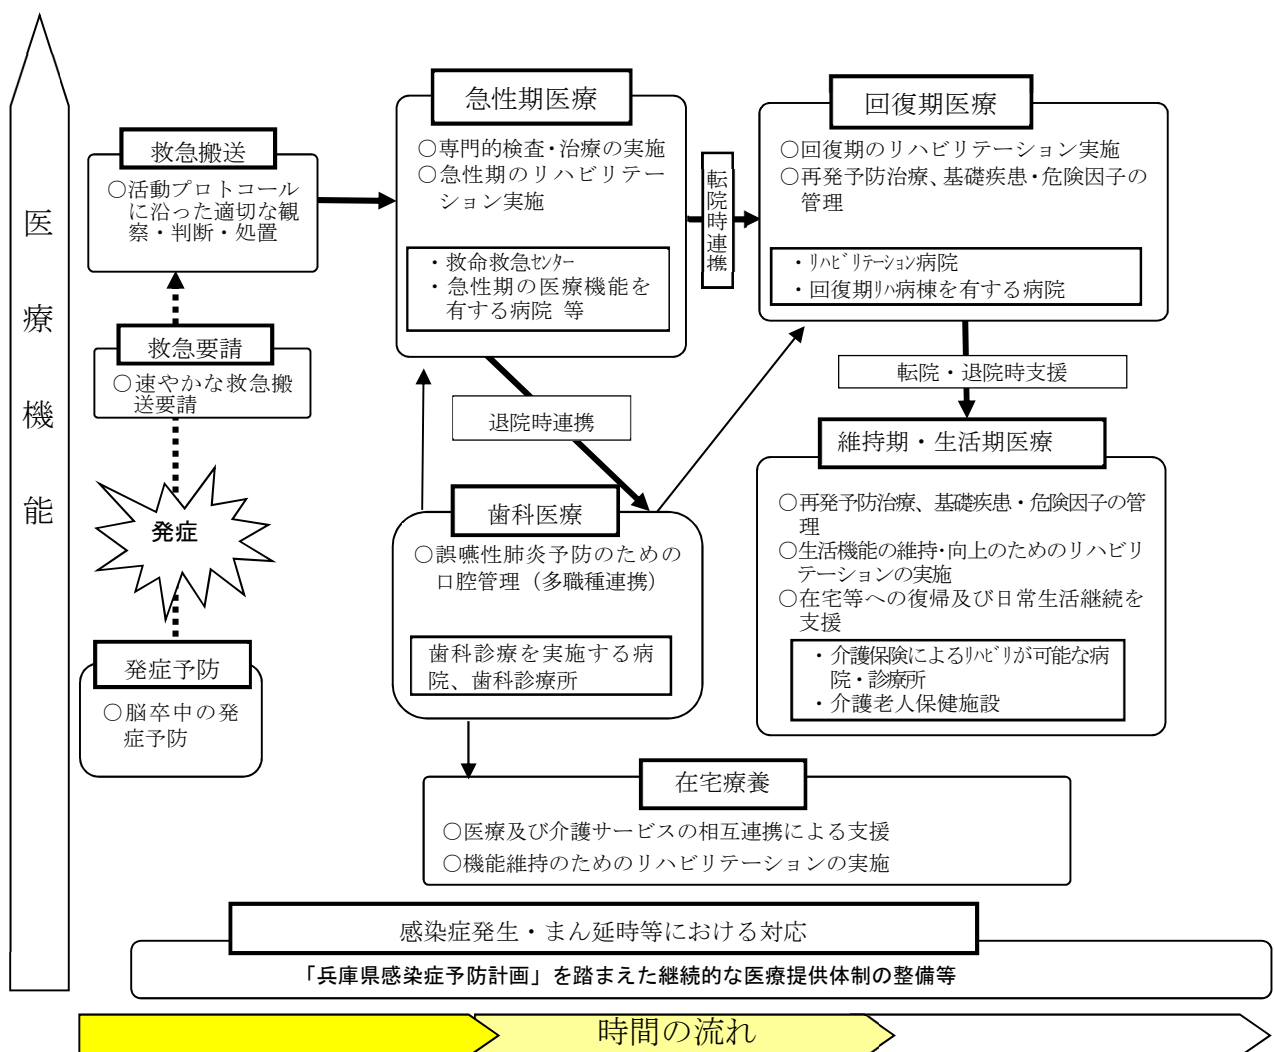 医療機能
救急搬送
○活動プロトコール
に沿った適切な観
察・判断・処置
救急要請
○速やかな救急搬
送要請
発症
発症予防
○脳卒中の発
症予防
急性期医療
○専門的検査・治療の実施
○急性期のリハビリテー
ション実施
・救命救急ｾﾝﾀｰ
・急性期の医療機能を
有する病院 等
転院時連携
回復期医療
○回復期のリハビリテーション実施
○再発予防治療、基礎疾患・危険因子の
管理
・ﾘﾊﾋﾞﾘﾃｰｼｮﾝ病院
・回復期ﾘﾊ病棟を有する病院
転院・退院時支援
退院時連携
維持期・生活期医療
○再発予防治療、基礎疾患・危険因子の管
理
○生活機能の維持・向上のためのリハビリ
テーションの実施
○在宅等への復帰及び日常生活継続を
支援
・介護保険によるﾘﾊﾋﾞﾘが可能な病
院・診療所
・介護老人保健施設
歯科医療
○誤嚥性肺炎予防のための
口腔管理（多職種連携）
歯科診療を実施する病
院、歯科診療所
在宅療養
○医療及び介護サービスの相互連携による支援
○機能維持のためのリハビリテーションの実施
感染症発生・まん延時等における対応
「兵庫県感染症予防計画」を踏まえた継続的な医療提供体制の整備等
時間の流れ